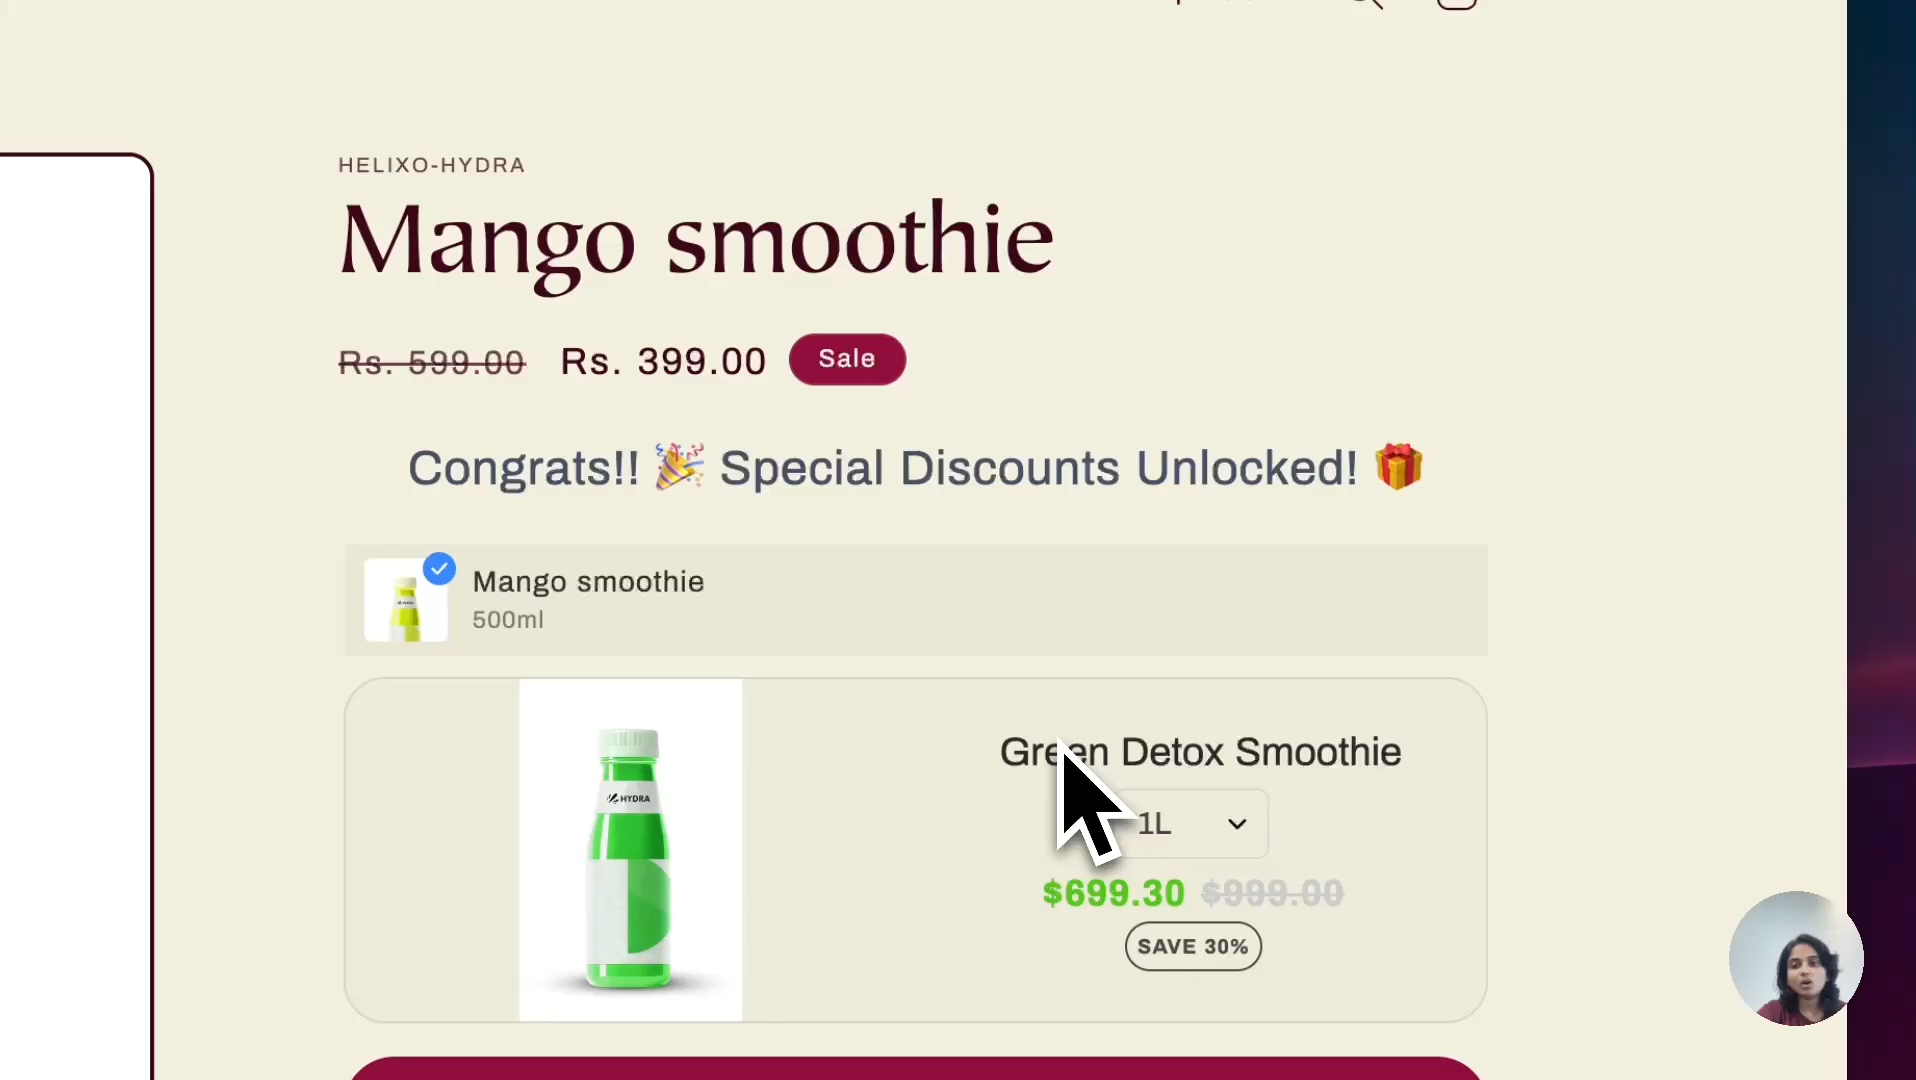 HELIXO-HYDRA
Mango smoothie
Rs. 599.00 Rs. 399.00 Sale
Congrats!! 🎉 Special Discounts Unlocked! 🎁
Mango smoothie
500ml
HYDRA
Green Detox Smoothie
1L
$699.30 $999.00
SAVE 30%